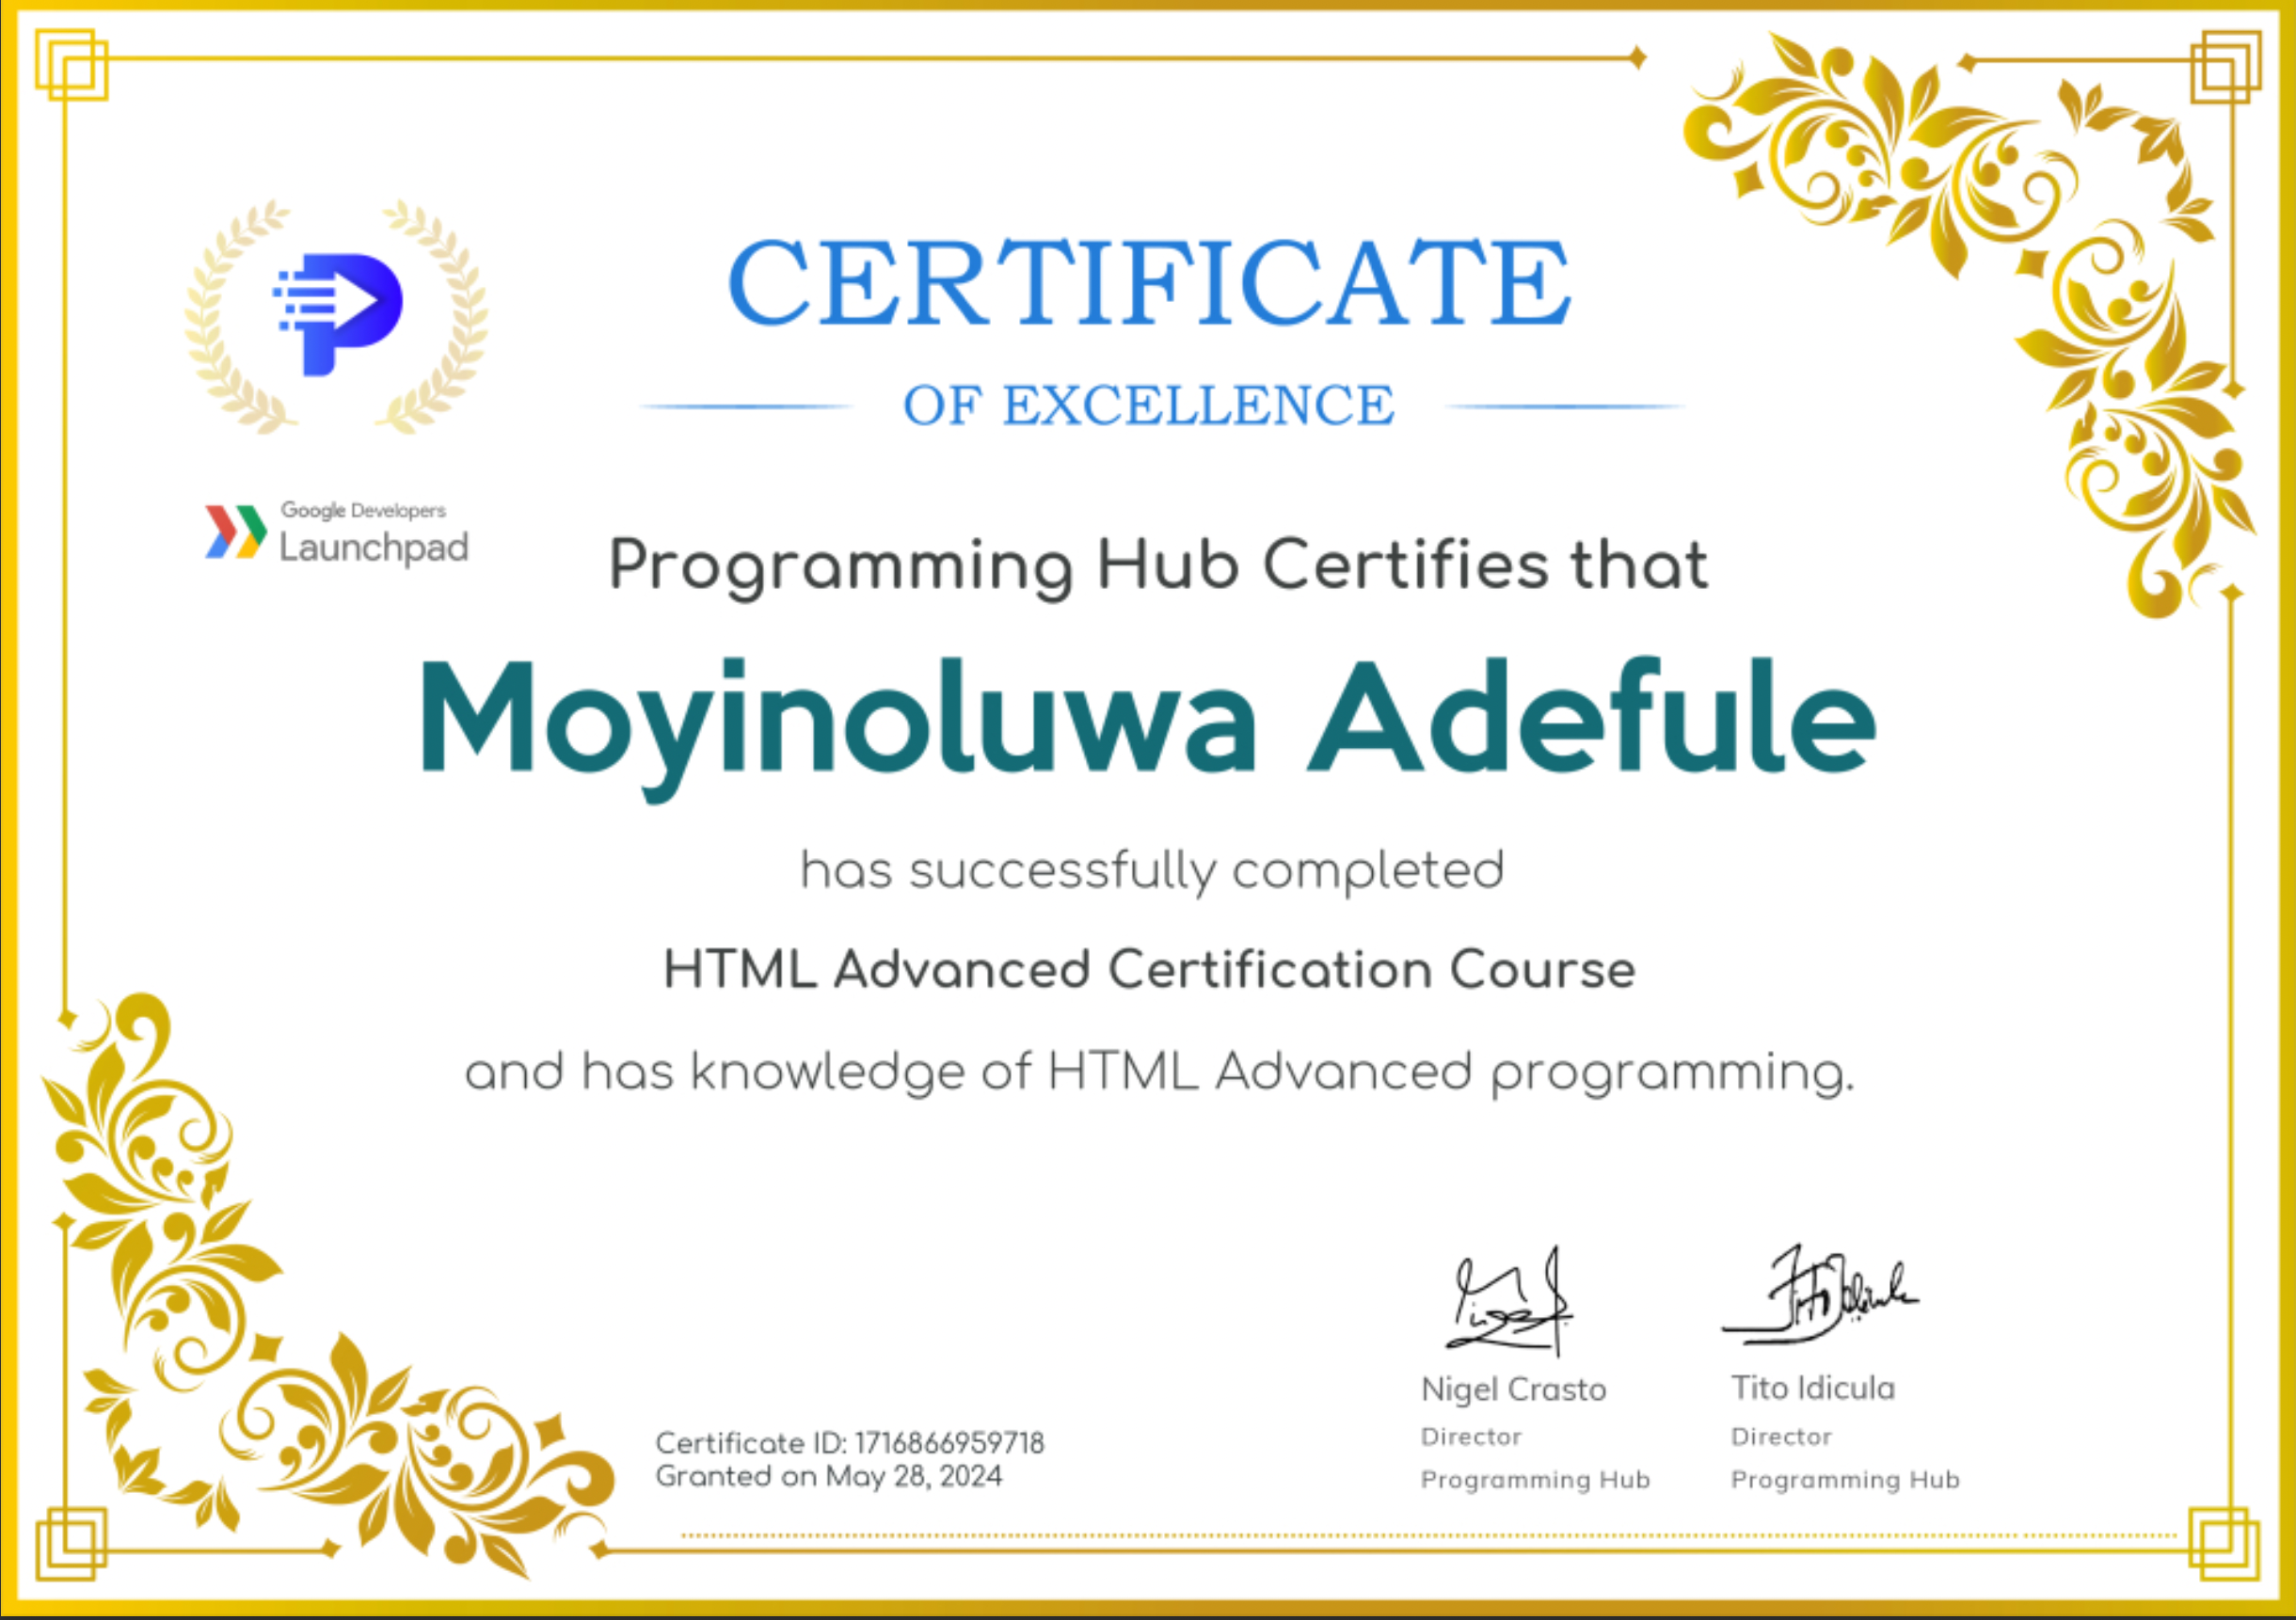 CERTIFICATE
OF EXCELLENCE
Google Developers
Launchpad
Programming Hub Certifies that
Moyinoluwa Adefule
has successfully completed
HTML Advanced Certification Course
and has knowledge of HTML Advanced programming.
Certificate ID: 1716866959718
Granted on May 28, 2024
Nigel Crasto
Director
Programming Hub
Tito Idicula
Director
Programming Hub